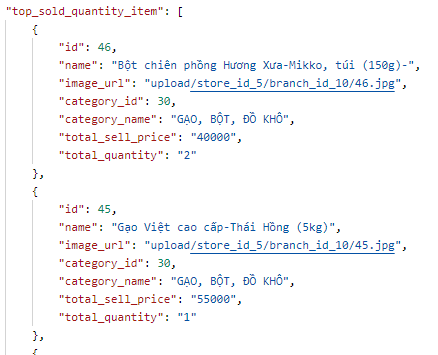 "top_sold_quantity_item": [
{
"id": 46,
"name": "Bột chiên phồng Hương Xưa-Mikko, túi (150g)-",
"image_url": "upload/store_id_5/branch_id_10/46.jpg",
"category_id": 30,
"category_name": "GẠO, BỘT, ĐỒ KHÔ",
"total_sell_price": "40000",
"total_quantity": "2"
},
{
"id": 45,
"name": "Gạo Việt cao cấp-Thái Hồng (5kg)",
"image_url": "upload/store_id_5/branch_id_10/45.jpg",
"category_id": 30,
"category_name": "GẠO, BỘT, ĐỒ KHÔ",
"total_sell_price": "55000",
"total_quantity": "1"
},
{